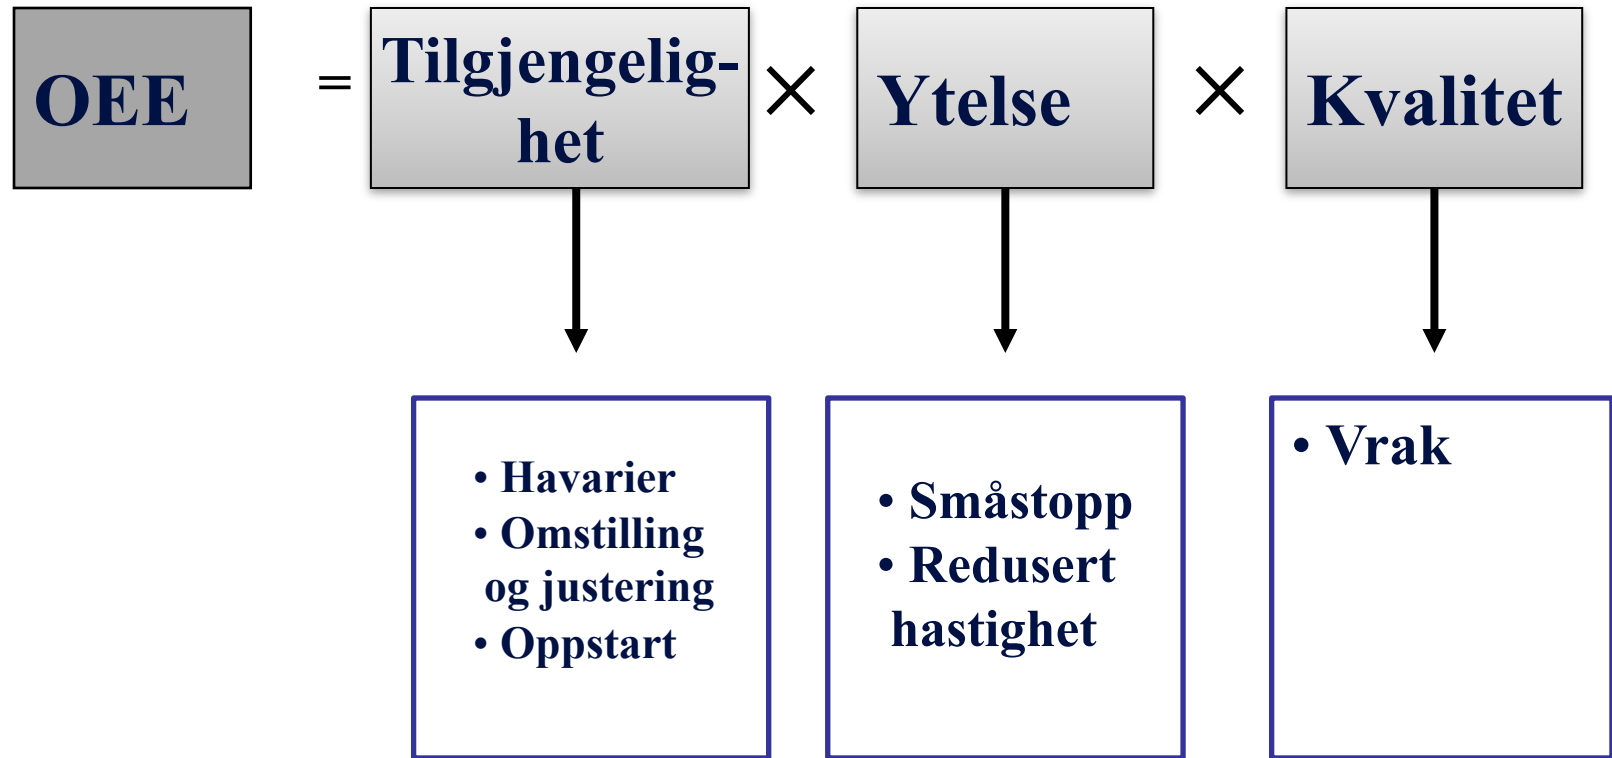 OEE
=
Tilgjengelig-
het
×
Ytelse
×
Kvalitet
• Havarier
• Omstilling
og justering
• Oppstart
• Småstopp
• Redusert
hastighet
• Vrak